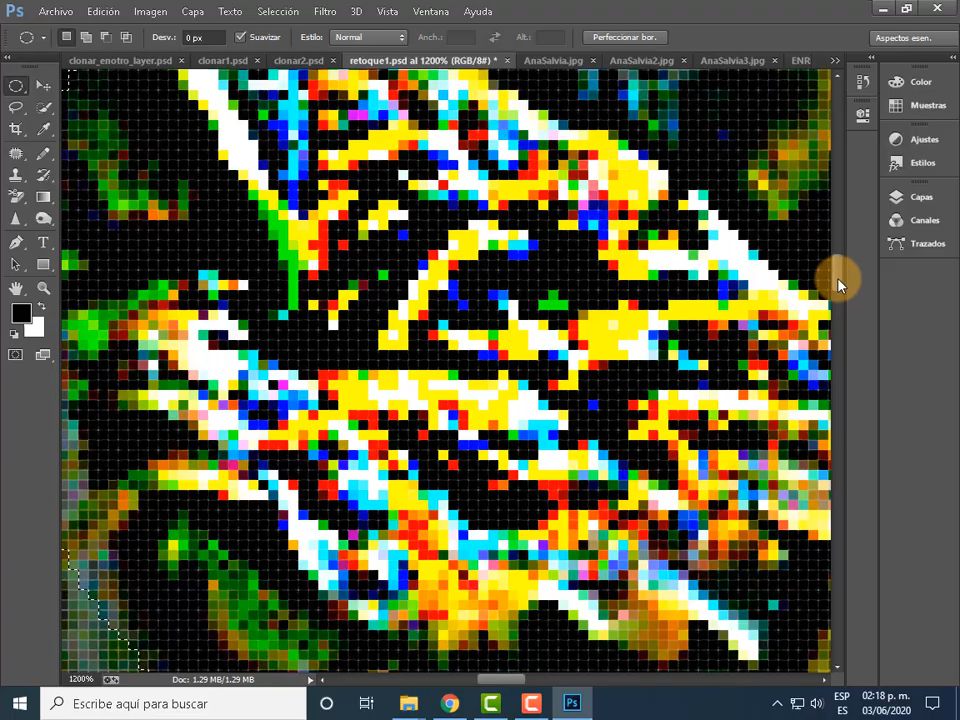 Ps Archivo Edición Imagen Capa Texto Selección Filtro 3D Vista Ventana Ayuda
Desv.: 0 px Suavizar Estilo: Normal Anch.: Alt.: Perfeccionar bor. Aspectos esen.
clonar_enotro_layer.psd × clonar1.psd × clonar2.psd × retoque1.psd al 1200% (RGB/8#) * × AnaSalvia.jpg × AnaSalvia2.jpg × AnaSalvia3.jpg × ENR
Color
Muestras
Ajustes
Estilos
Capas
Canales
Trazados
1200% Doc: 1.29 MB/1.29 MB
Escribe aquí para buscar
Ps
ESP
ES
02:18 p. m.
03/06/2020